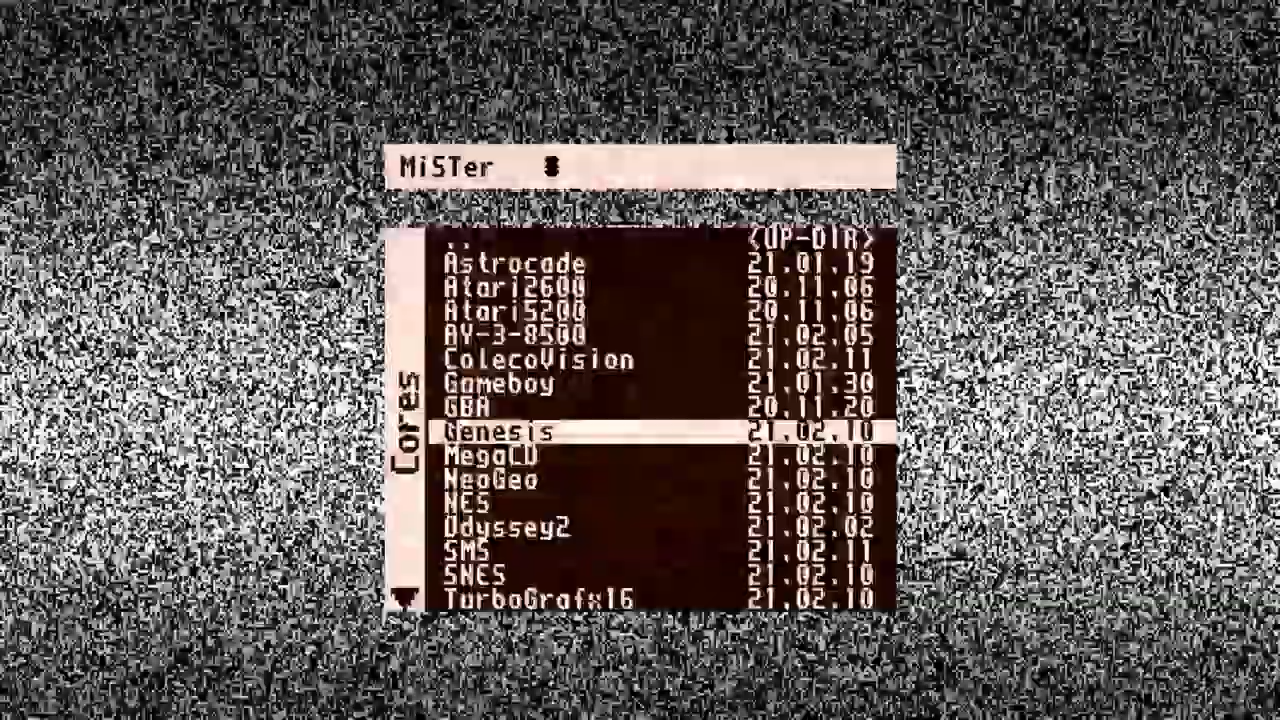 MiSTer
Cores
.. <UP-DIR>
Astrocade 21.01.19
Atari2600 20.11.06
Atari5200 20.11.06
AY-3-8500 21.02.05
ColecoVision 21.02.11
Gameboy 21.01.30
GBA 20.11.20
Genesis 21.02.10
MegaCD 21.02.10
NeoGeo 21.02.10
NES 21.02.10
Odyssey2 21.02.02
SMS 21.02.11
SNES 21.02.10
TurboGrafx16 21.02.10